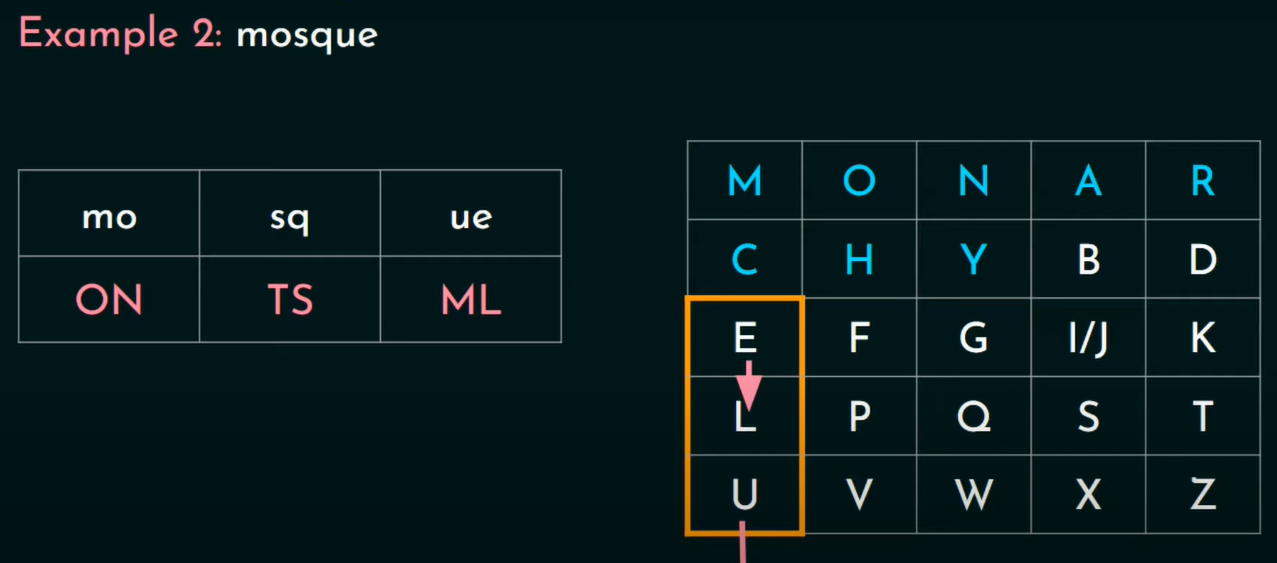 Example 2: mosque
mo sq ue
ON TS ML
M O N A R
C H Y B D
E F G I/J K
L P Q S T
U V W X Z